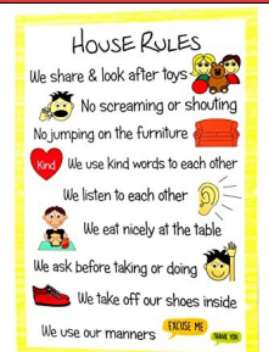 HOUSE RULES
We share & look after toys
No screaming or shouting
No jumping on the furniture
Kind We use kind words to each other
We listen to each other
We eat nicely at the table
We ask before taking or doing
We take off our shoes inside
We use our manners EXCUSE ME THANK YOU